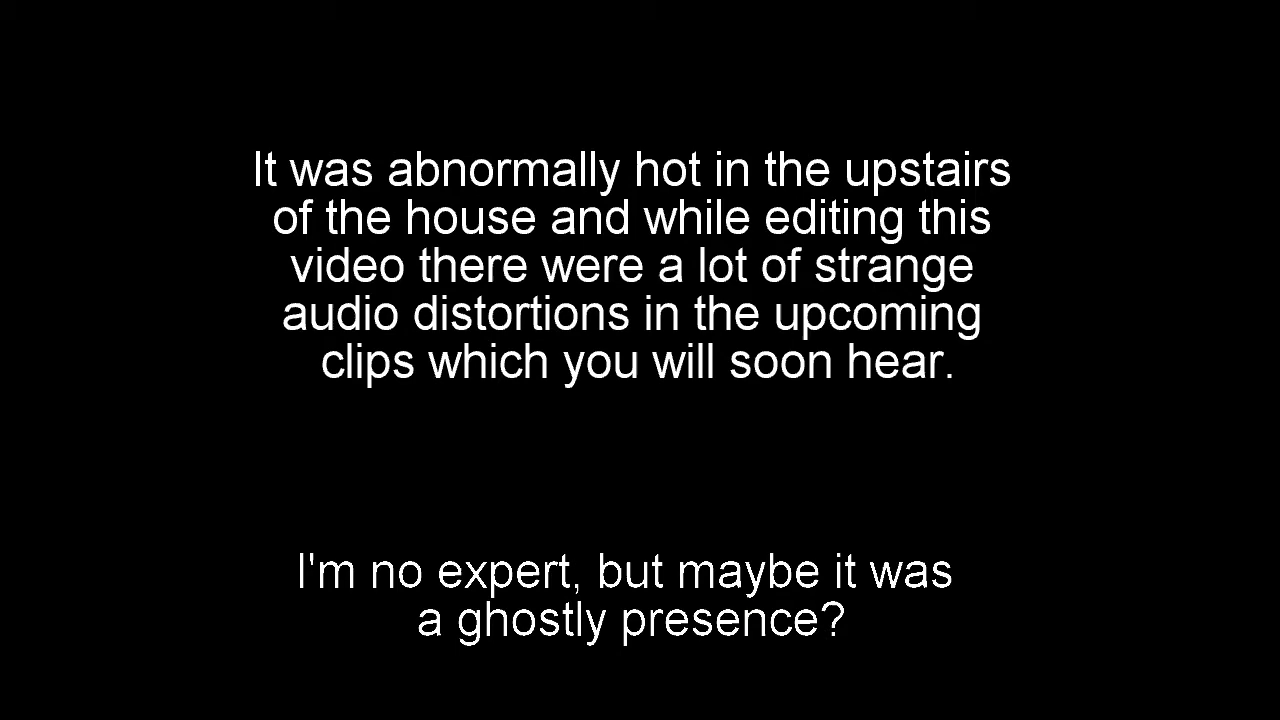 It was abnormally hot in the upstairs
of the house and while editing this
video there were a lot of strange
audio distortions in the upcoming
clips which you will soon hear.
I'm no expert, but maybe it was
a ghostly presence?